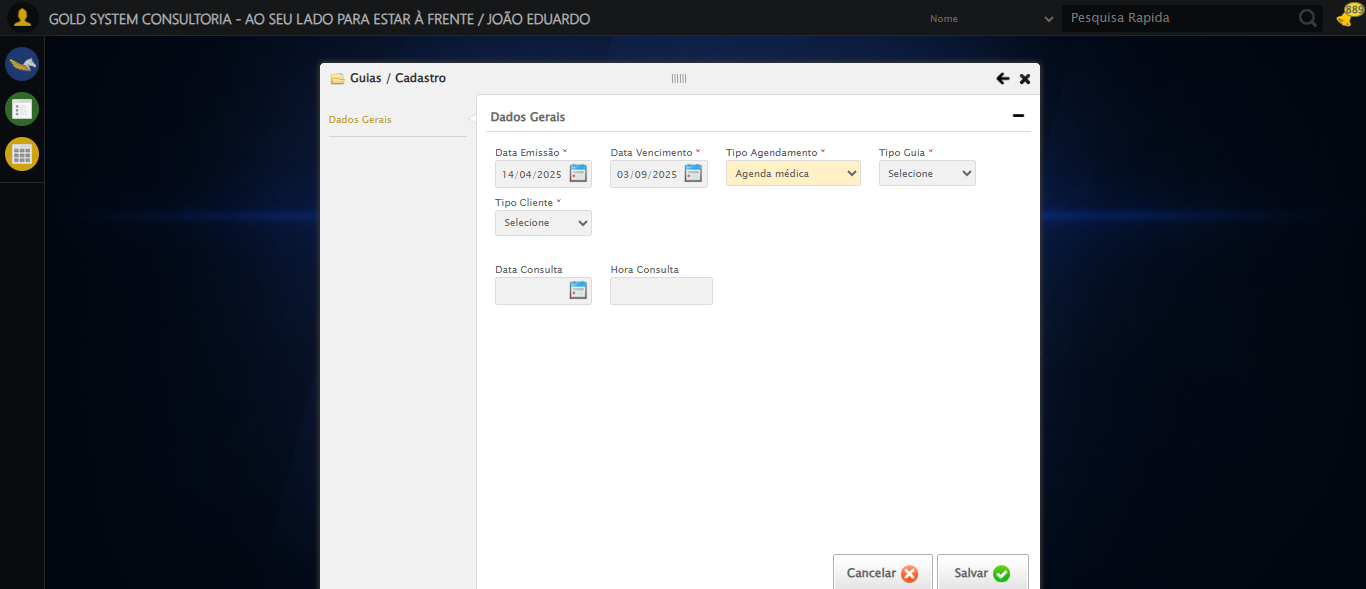 GOLD SYSTEM CONSULTORIA - AO SEU LADO PARA ESTAR À FRENTE / JOÃO EDUARDO
Nome
Pesquisa Rapida
889
Guias / Cadastro
Dados Gerais
Dados Gerais
Data Emissão * Data Vencimento * Tipo Agendamento * Tipo Guia *
14/04/2025 03/09/2025 Agenda médica Selecione
Tipo Cliente *
Selecione
Data Consulta Hora Consulta
Cancelar Salvar